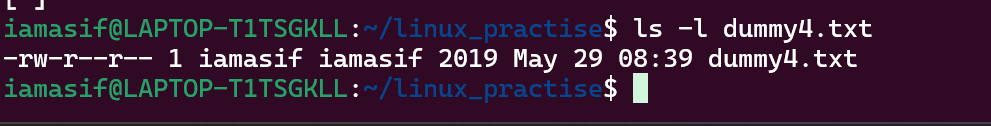 iamasif@LAPTOP-T1TSGKLL:~/linux_practise$ ls -l dummy4.txt
-rw-r--r-- 1 iamasif iamasif 2019 May 29 08:39 dummy4.txt
iamasif@LAPTOP-T1TSGKLL:~/linux_practise$